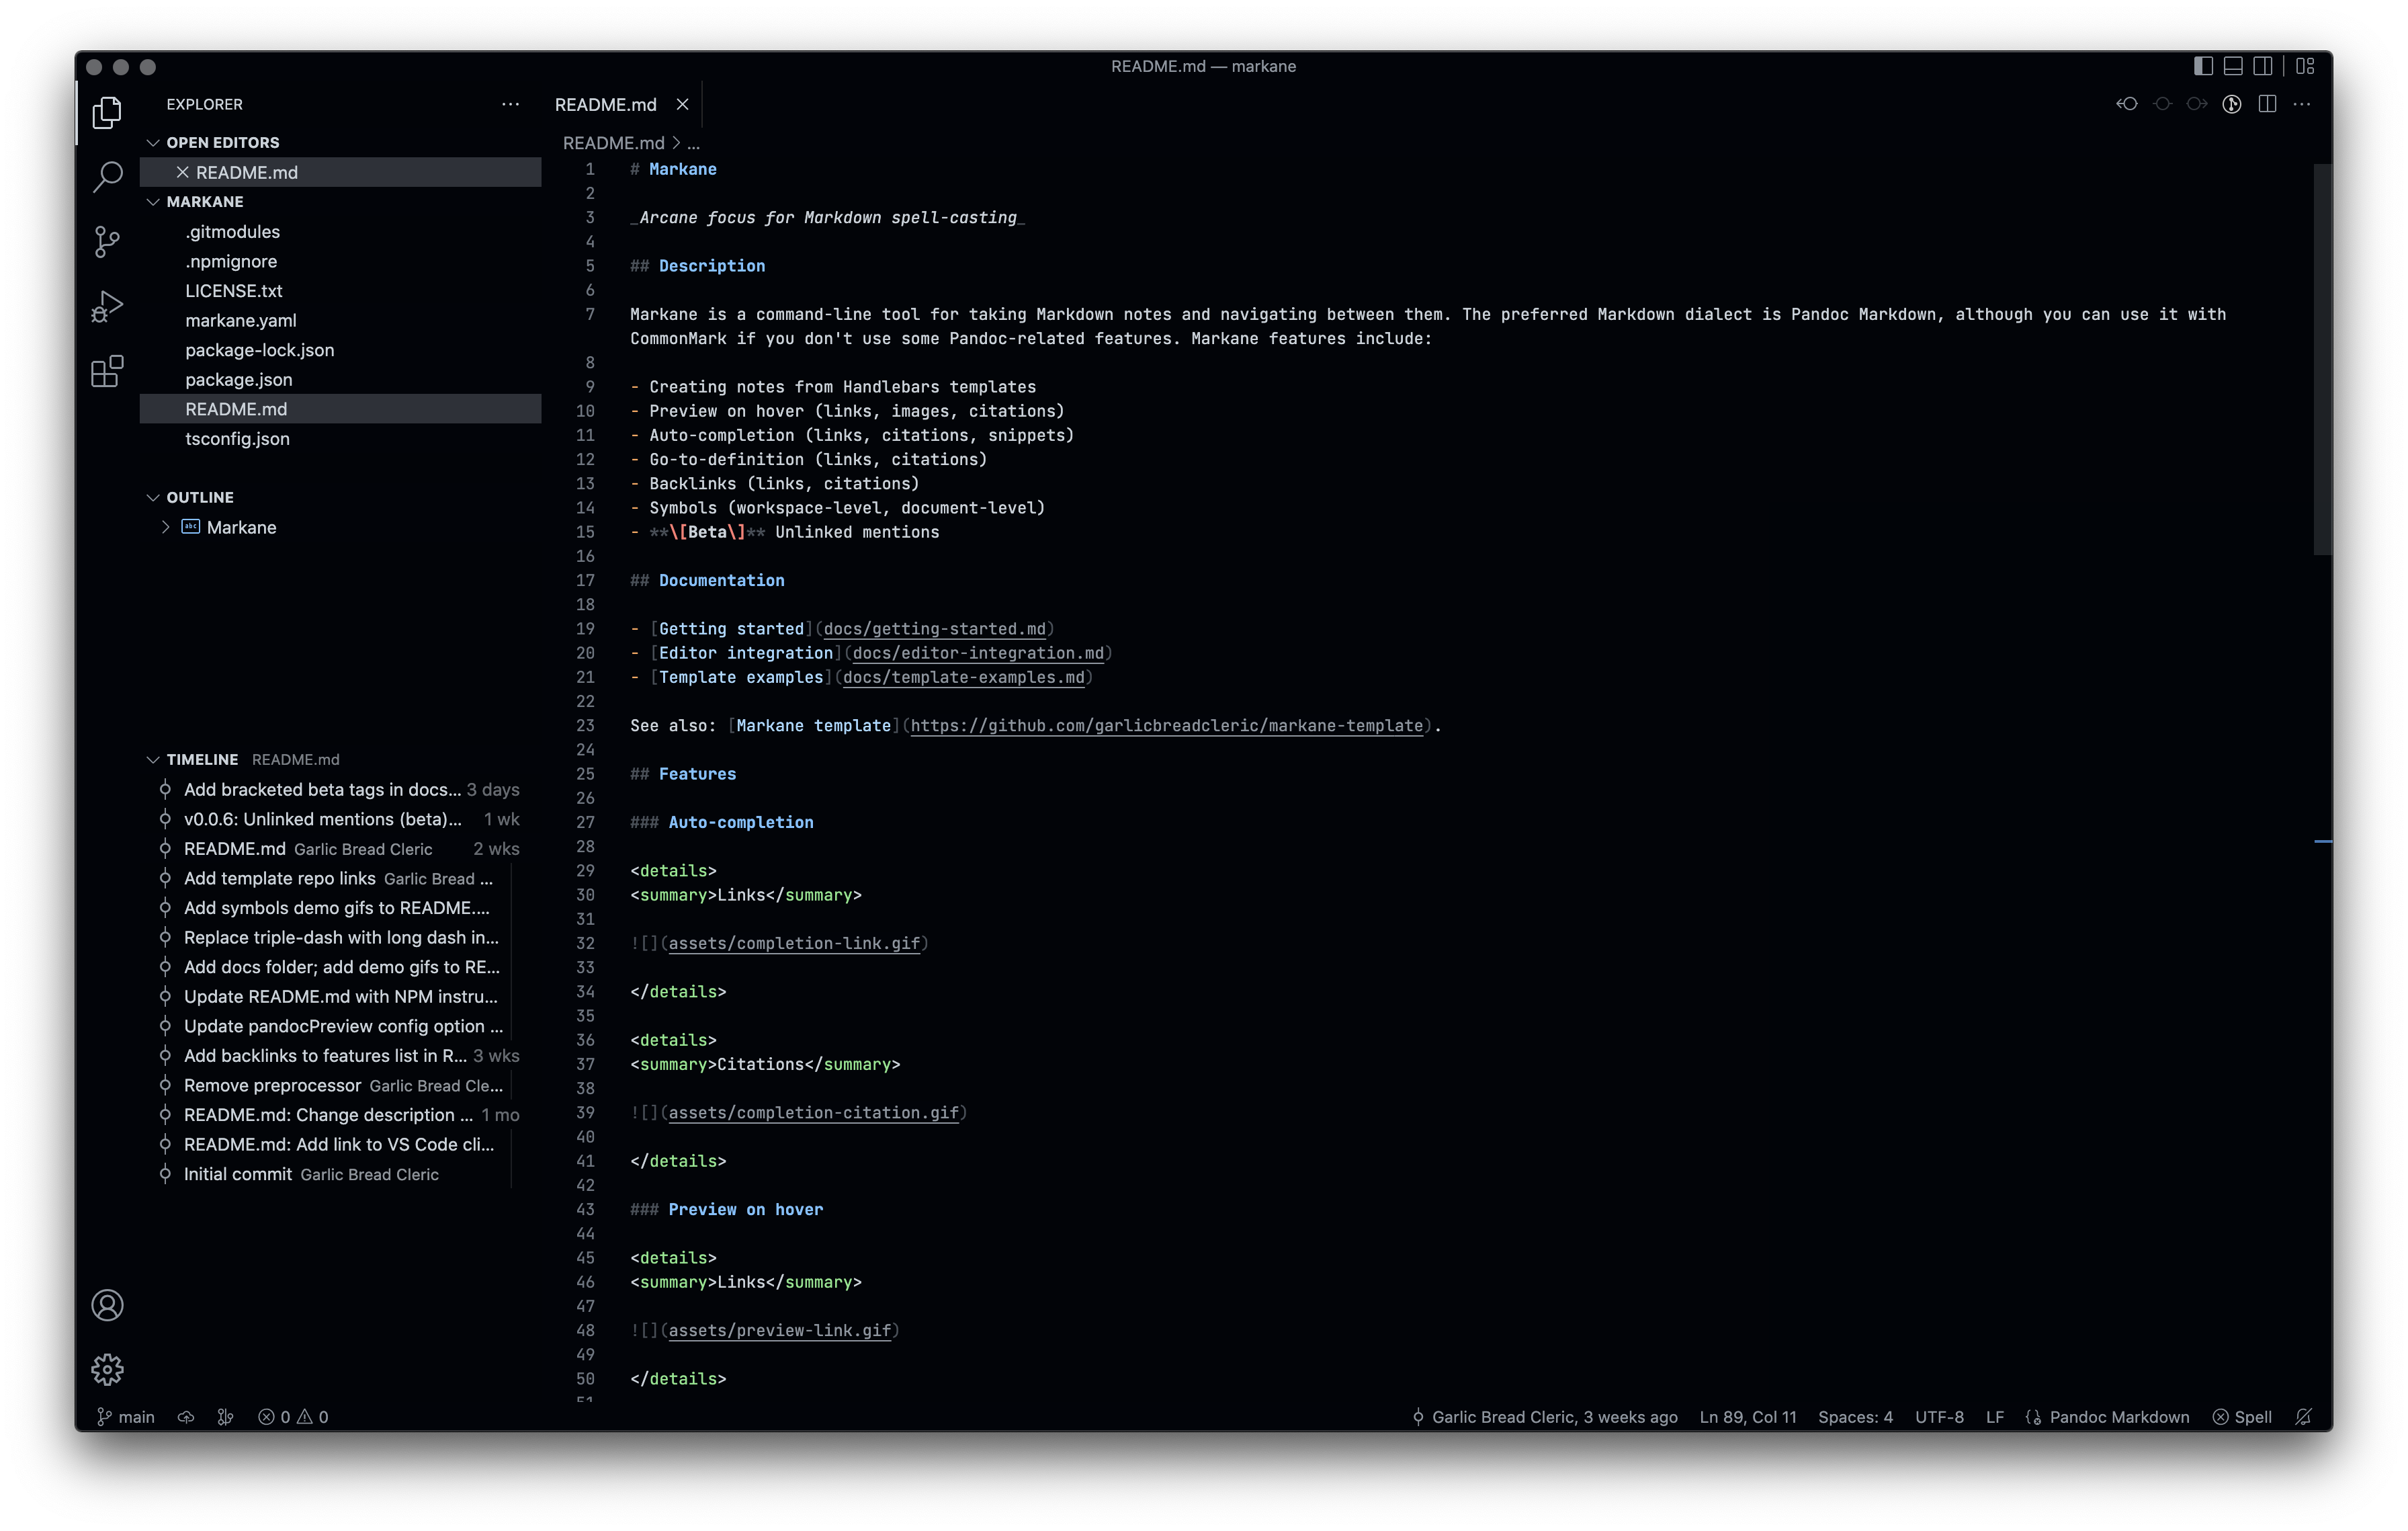 README.md — markane
EXPLORER
OPEN EDITORS
README.md
MARKANE
.gitmodules
.npmignore
LICENSE.txt
markane.yaml
package-lock.json
package.json
README.md
tsconfig.json
OUTLINE
Markane
TIMELINE README.md
Add bracketed beta tags in docs... 3 days
v0.0.6: Unlinked mentions (beta)... 1 wk
README.md Garlic Bread Cleric 2 wks
Add template repo links Garlic Bread ...
Add symbols demo gifs to README....
Replace triple-dash with long dash in...
Add docs folder; add demo gifs to RE...
Update README.md with NPM instru...
Update pandocPreview config option ...
Add backlinks to features list in R... 3 wks
Remove preprocessor Garlic Bread Cle...
README.md: Change description ... 1 mo
README.md: Add link to VS Code cli...
Initial commit Garlic Bread Cleric
README.md
README.md > ...
1 # Markane
2
3 _Arcane focus for Markdown spell-casting_
4
5 ## Description
6
7 Markane is a command-line tool for taking Markdown notes and navigating between them. The preferred Markdown dialect is Pandoc Markdown, although you can use it with
CommonMark if you don't use some Pandoc-related features. Markane features include:
8
9 - Creating notes from Handlebars templates
10 - Preview on hover (links, images, citations)
11 - Auto-completion (links, citations, snippets)
12 - Go-to-definition (links, citations)
13 - Backlinks (links, citations)
14 - Symbols (workspace-level, document-level)
15 - **\[Beta\]** Unlinked mentions
16
17 ## Documentation
18
19 - [Getting started](docs/getting-started.md)
20 - [Editor integration](docs/editor-integration.md)
21 - [Template examples](docs/template-examples.md)
22
23 See also: [Markane template](https://github.com/garlicbreadcleric/markane-template).
24
25 ## Features
26
27 ### Auto-completion
28
29 <details>
30 <summary>Links</summary>
31
32 ![](assets/completion-link.gif)
33
34 </details>
35
36 <details>
37 <summary>Citations</summary>
38
39 ![](assets/completion-citation.gif)
40
41 </details>
42
43 ### Preview on hover
44
45 <details>
46 <summary>Links</summary>
47
48 ![](assets/preview-link.gif)
49
50 </details>
51
main 0 0 Garlic Bread Cleric, 3 weeks ago Ln 89, Col 11 Spaces: 4 UTF-8 LF Pandoc Markdown Spell